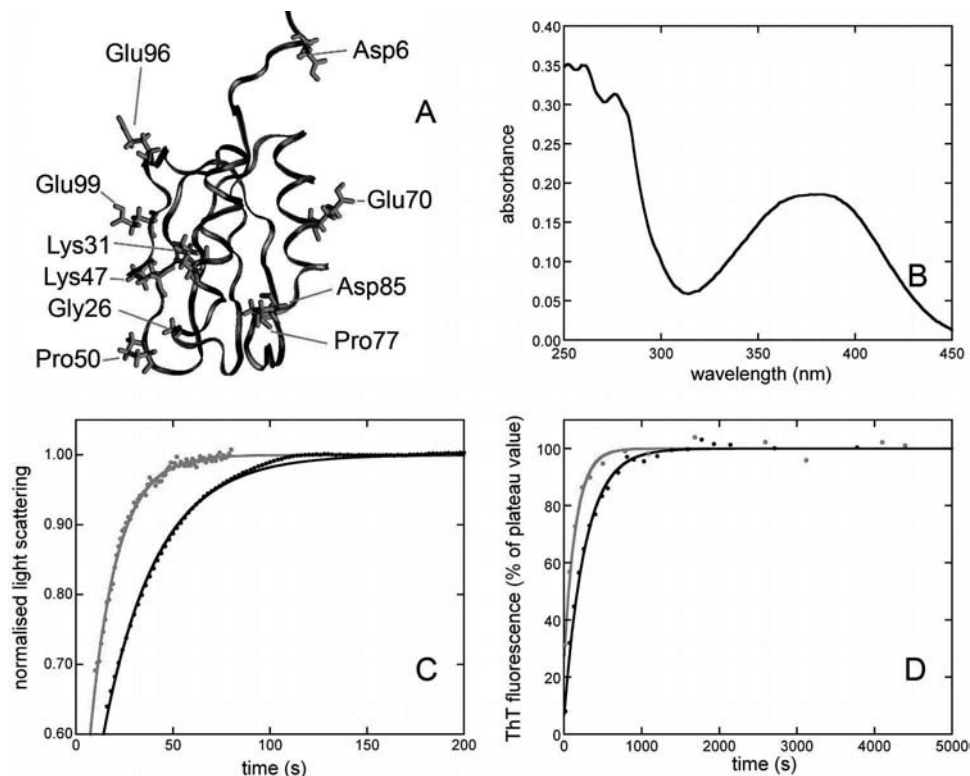 Glu96
Asp6
A
Glu99
Glu70
Lys31
Lys47
Gly26
Asp85
Pro50
Pro77
0.40
0.35
0.30
0.25
0.20
0.15
0.10
0.05
0.00
absorbance
B
250 300 350 400 450
wavelength (nm)
1.00
0.90
0.80
0.70
0.60
normalised light scattering
C
0 50 100 150 200
time (s)
120
100
80
60
40
20
0
ThT fluorescence (% of plateau value)
D
0 1000 2000 3000 4000 5000
time (s)